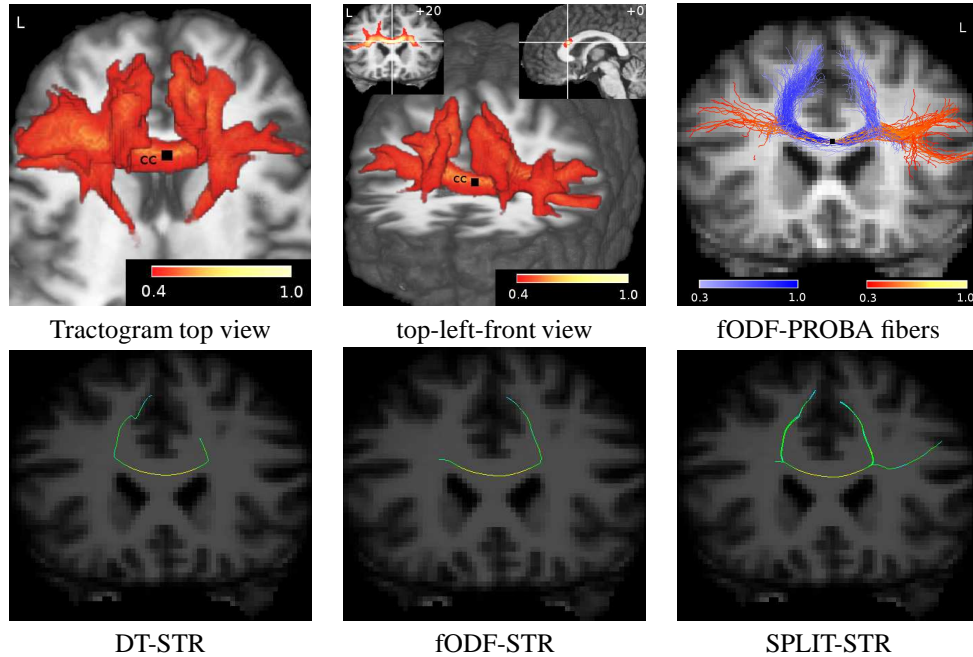 L
cc
0.4 1.0
Tractogram top view
L +20 +0
cc
0.4 1.0
top-left-front view
L
0.3 1.0 0.3 1.0
fODF-PROBA fibers
DT-STR
fODF-STR
SPLIT-STR